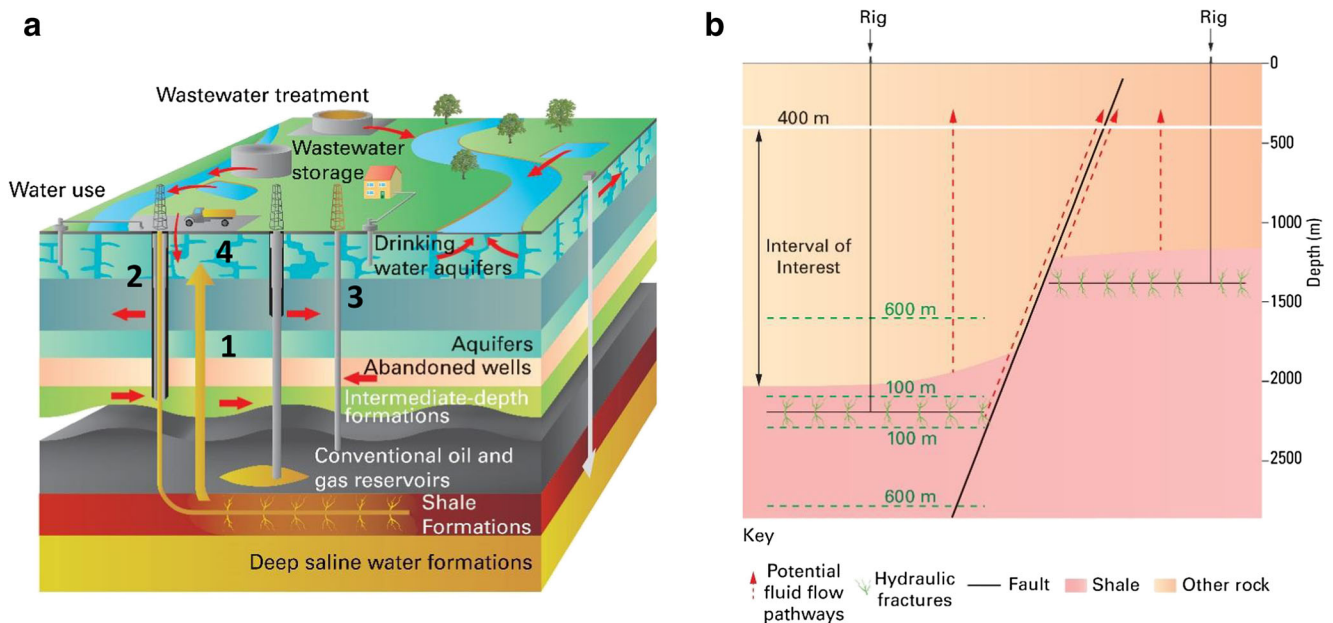 a
Wastewater treatment
Wastewater
storage
Water use
Drinking
water aquifers
4
2
3
1
Aquifers
Abandoned wells
Intermediate-depth
formations
Conventional oil and
gas reservoirs
Shale
Formations
Deep saline water formations
b
Rig
Rig
0
400 m
500
1000
Interval of
Interest
Depth (m)
1500
600 m
2000
100 m
100 m
2500
600 m
Key
Potential
fluid flow
pathways
Hydraulic
fractures
Fault
Shale
Other rock